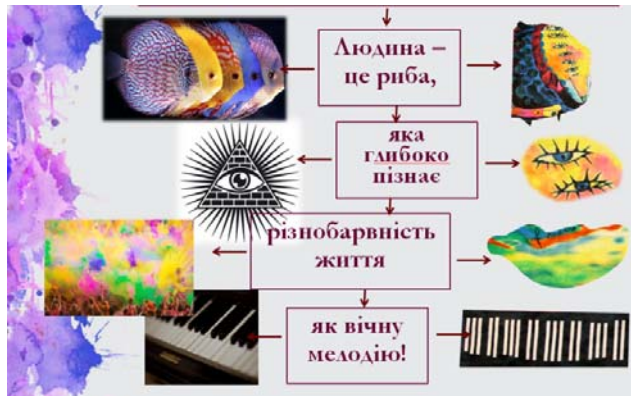 Людина –
це риба,
яка
глибоко
пізнає
різнобарвність
життя
як вічну
мелодію!